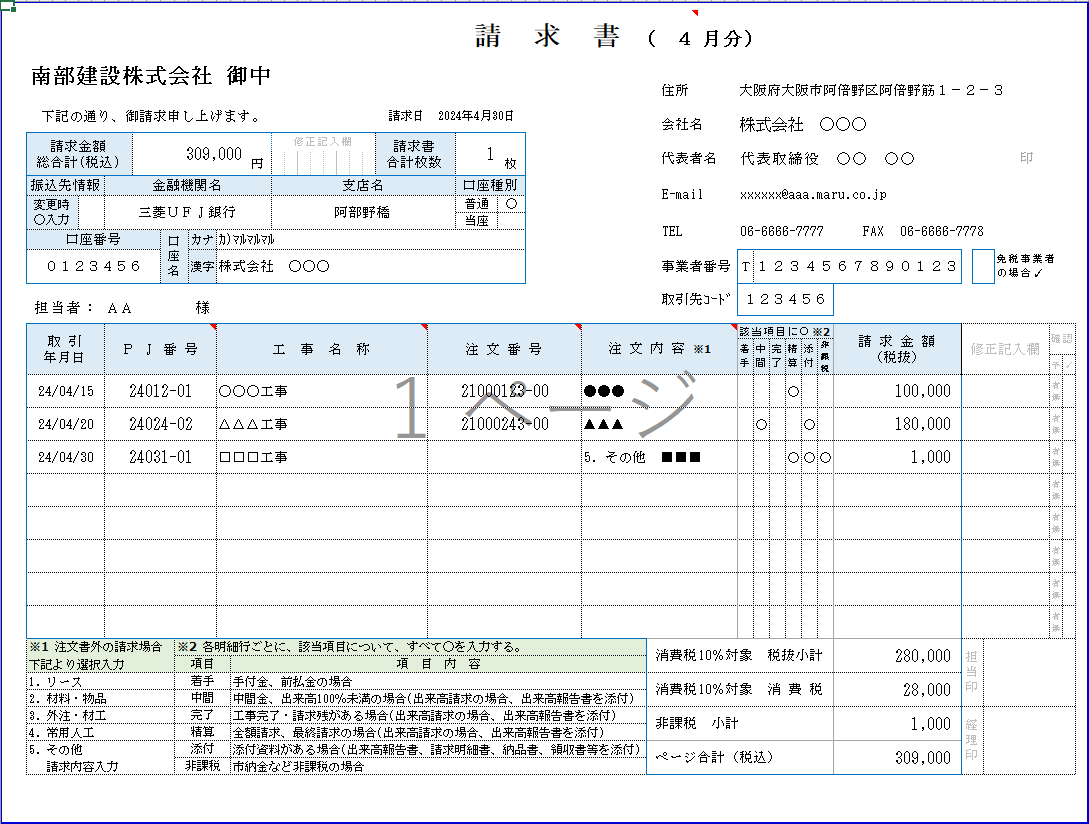 請 求 書 （ 4 月分）
南部建設株式会社 御中
下記の通り、御請求申し上げます。
請求日 2024年4月30日
請求金額
総合計(税込)
309,000 円
修正記入欄
請求書
合計枚数
1 枚
振込先情報 金融機関名 支店名 口座種別
変更時
〇入力
三菱ＵＦＪ銀行 阿部野橋
普通 〇
当座
口座番号
0123456
口座名
カナ カ)マルマルマル
漢字 株式会社 〇〇〇
担当者： ＡＡ 様
住所 大阪府大阪市阿倍野区阿倍野筋１－２－３
会社名 株式会社 〇〇〇
代表者名 代表取締役 〇〇 〇〇 印
E-mail xxxxxx@aaa.maru.co.jp
TEL 06-6666-7777 FAX 06-6666-7778
事業者番号 T 1234567890123
免税事業者
の場合✓
取引先ｺｰﾄﾞ 123456
取引
年月日
ＰＪ番号
工事名称
注文番号
注文内容 ※1
該当項目に〇 ※2
着手 中間 完了 精算 添付 非課税
請求金額
(税抜)
修正記入欄
確認
24/04/15 24012-01 〇〇〇工事 21000123-00 ●●● 〇 100,000
24/04/20 24024-02 △△△工事 21000243-00 ▲▲▲ 〇 〇 180,000
24/04/30 24031-01 □□□工事 5. その他 ■■■ 〇 〇 〇 1,000
1 ページ
※1 注文書外の請求場合
下記より選択入力
1. リース
2. 材料・物品
3. 外注・材工
4. 常用人工
5. その他
請求内容入力
※2 各明細行ごとに、該当項目について、すべて〇を入力する。
項目 項 目 内 容
着手 手付金、前払金の場合
中間 中間金、出来高100%未満の場合(出来高請求の場合、出来高報告書を添付)
完了 工事完了・請求残がある場合(出来高請求の場合、出来高報告書を添付)
精算 全額請求、最終請求の場合(出来高請求の場合、出来高報告書を添付)
添付 添付資料がある場合(出来高報告書、請求明細書、納品書、領収書等を添付)
非課税 市納金など非課税の場合
消費税10%対象 税抜小計 280,000
消費税10%対象 消 費 税 28,000
非課税 小計 1,000
ページ合計（税込） 309,000
担当印
経理印